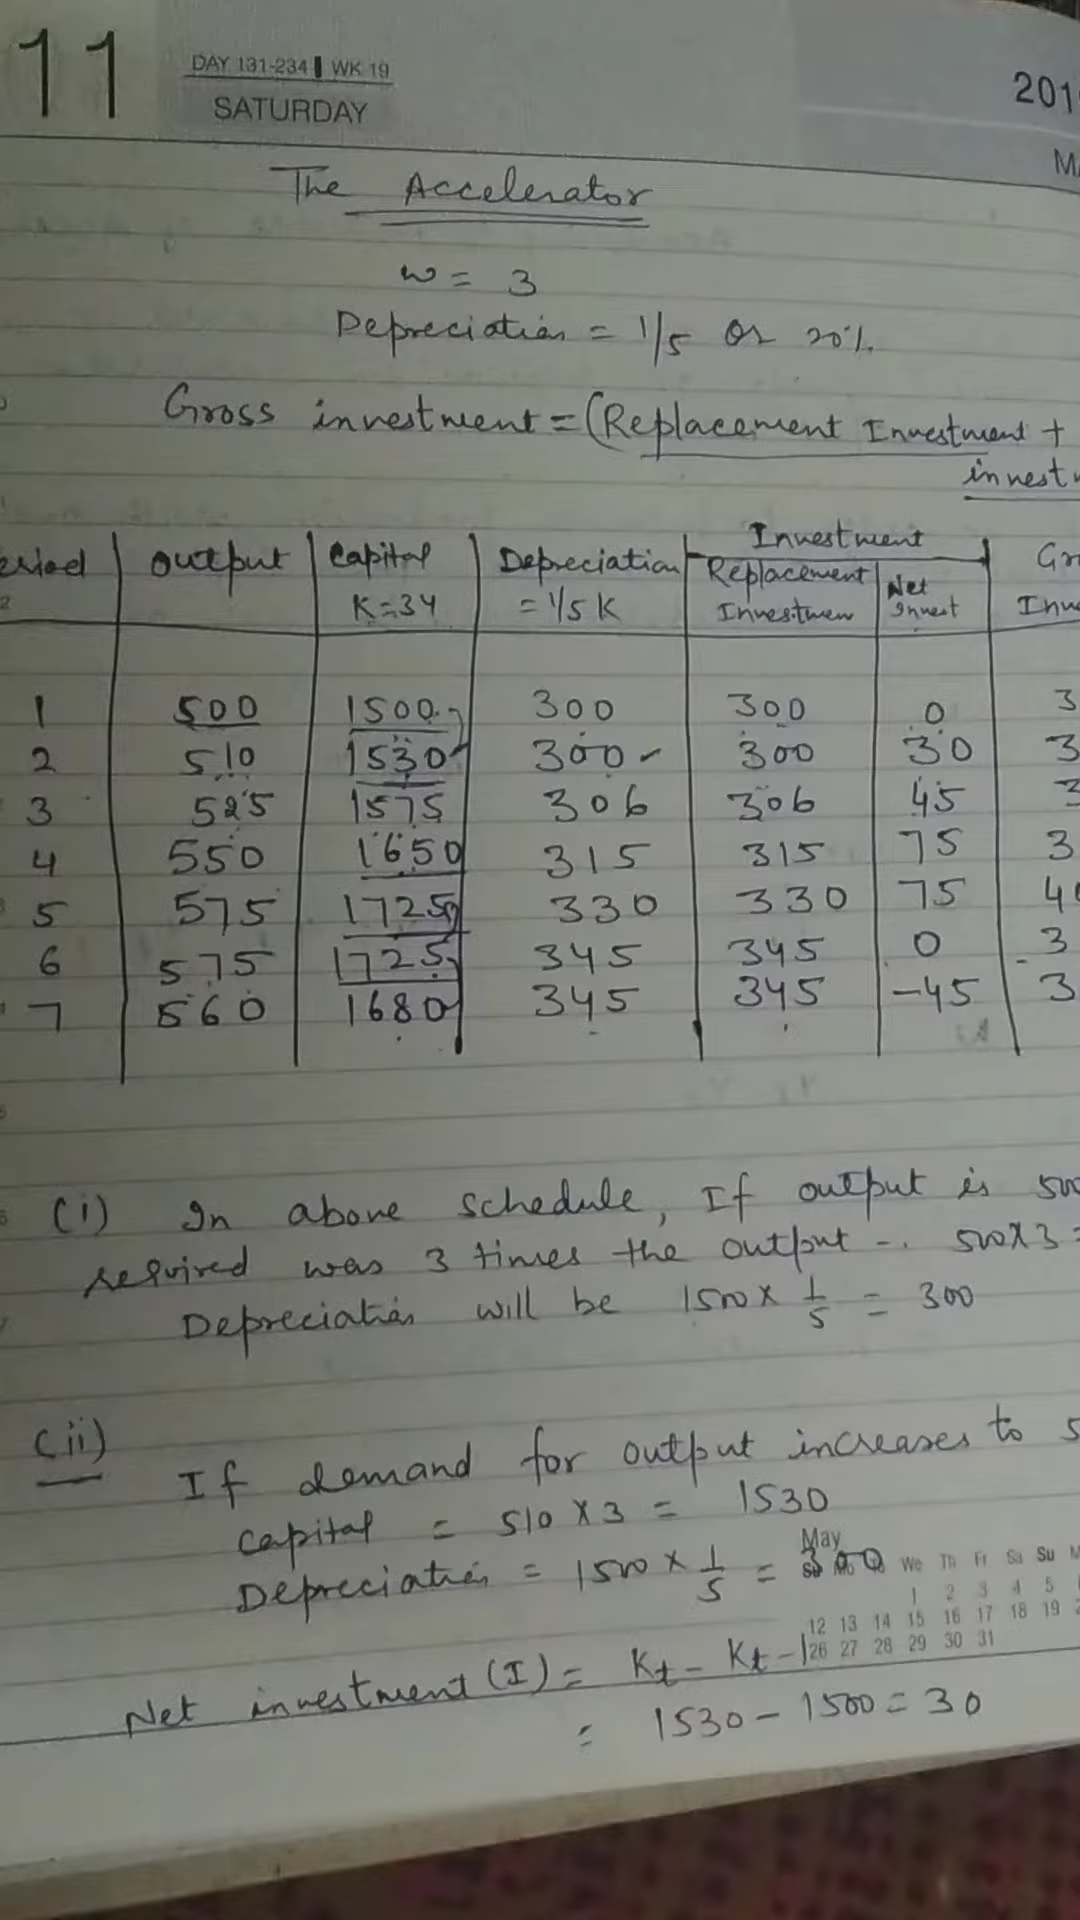 11
DAY 131-234 WK 19
SATURDAY
201
MA
The Accelerator
w = 3
Depreciation = 1/5 or 20%
Gross investment = (Replacement Investment +
invest
eriod | Output | Capital K=3Y | Depreciation = 1/5 K | Investment | Replacement Investmen | Net Invest | Gr Inve
1 500 1500 300 300 0 3
2 510 1530 300 300 30 3
3 525 1575 306 306 45 3
4 550 1650 315 315 75 3
5 575 1725 330 330 75 40
6 575 1725 345 345 0 3
7 560 1680 345 345 -45 3
(i) In above schedule, If output is 500
required was 3 times the output -. 500x3 =
Depreciation will be 1500 x 1/5 = 300
(ii)
If demand for output increases to 5
Capital = 510 x 3 = 1530
Depreciation = 1500 x 1/5 = 300
May
We Th Fr Sa Su M
1 2 3 4 5
12 13 14 15 16 17 18 19
26 27 28 29 30 31
Net investment (I) = Kt - Kt-1
= 1530 - 1500 = 30